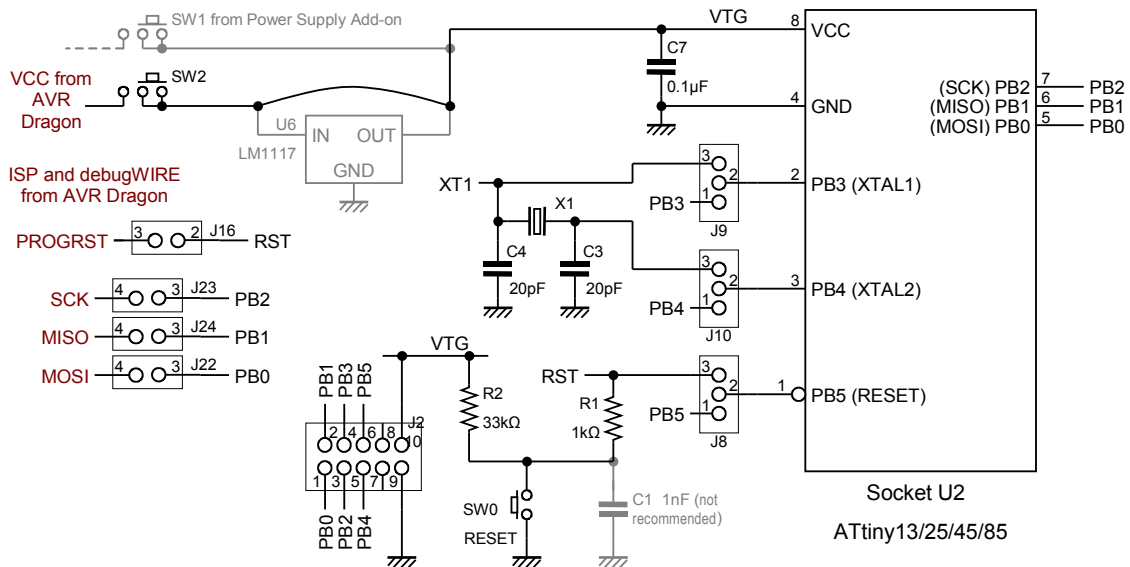 SW1 from Power Supply Add-on
VTG
8
VCC
VCC from
AVR
Dragon
SW2
C7
0.1µF
4
GND
(SCK) PB2
7
PB2
(MISO) PB1
6
PB1
(MOSI) PB0
5
PB0
U6
IN
OUT
LM1117
GND
ISP and debugWIRE
from AVR Dragon
PROGRST
3
2
J16
RST
SCK
4
3
J23
PB2
MISO
4
3
J24
PB1
MOSI
4
3
J22
PB0
XT1
3
2
1
PB3
J9
2
PB3 (XTAL1)
X1
C4
20pF
C3
20pF
3
2
1
PB4
J10
3
PB4 (XTAL2)
VTG
R2
33kΩ
RST
R1
1kΩ
3
2
1
PB5
J8
1
PB5 (RESET)
PB1
PB3
PB5
J2
2
4
6
8
10
1
3
5
7
9
PB0
PB2
PB4
SW0
RESET
C1 1nF (not
recommended)
Socket U2
ATtiny13/25/45/85